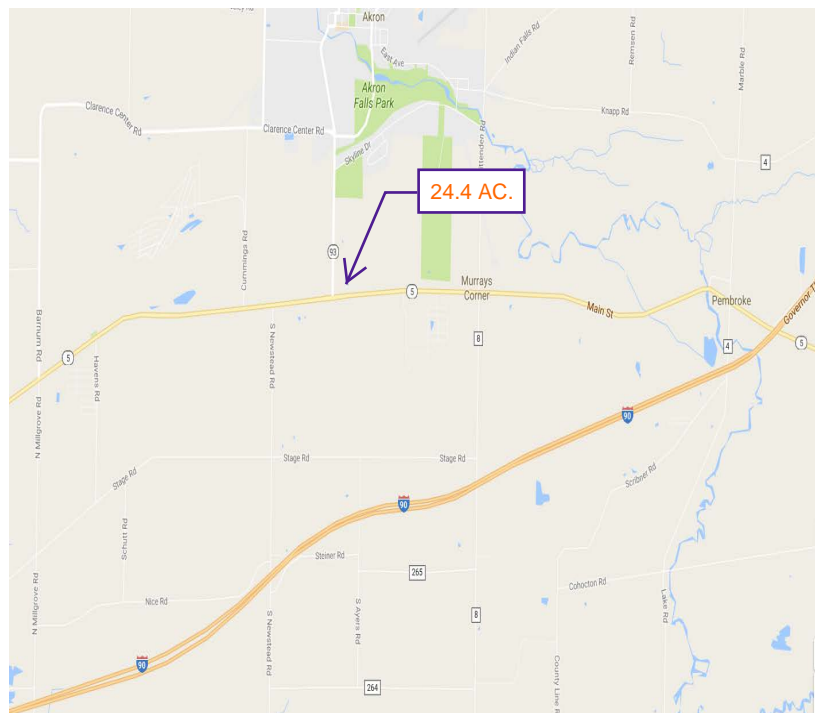 Akron
East Ave
Indian Falls Rd
Remsen Rd
Marble Rd
Akron
Falls Park
Clarence Center Rd
Clarence Center Rd
Knapp Rd
Skyline Dr
ttenden Rd
4
24.4 AC.
Cummings Rd
93
5
Murrays
Corner
Main St
Pembroke
Governor T
Barnum Rd
5
Havens Rd
S Newstead Rd
8
4
5
90
N Millgrove Rd
Stage Rd
Stage Rd
Stage Rd
Scribner Rd
90
Schutt Rd
Steiner Rd
265
Cohocton Rd
N Millgrove Rd
Nice Rd
S Newstead Rd
S Ayers Rd
8
Lake Rd
90
264
County Line R